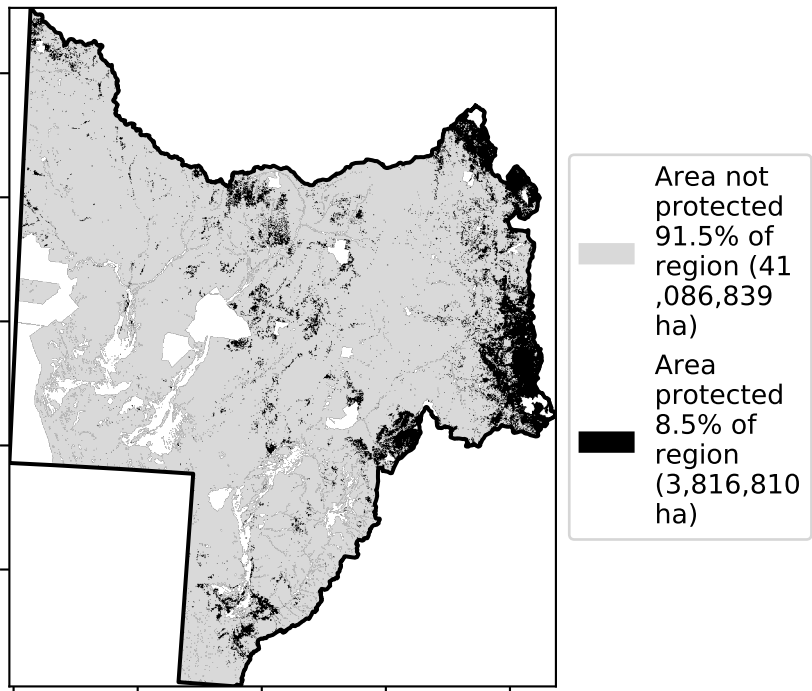 Area not
protected
91.5% of
region (41
,086,839
ha)
Area
protected
8.5% of
region
(3,816,810
ha)